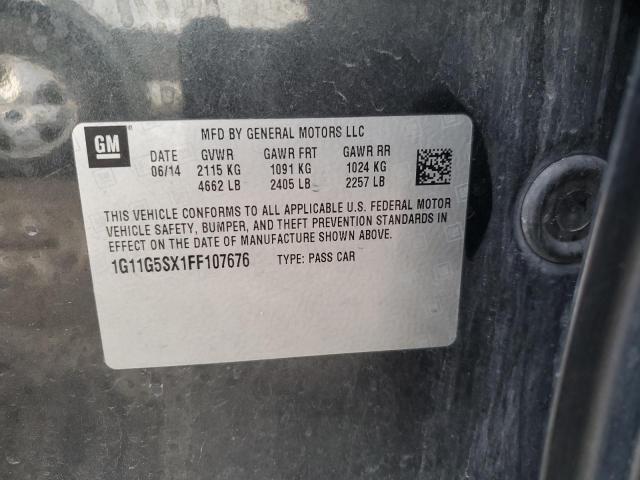 GM
MFD BY GENERAL MOTORS LLC
DATE GVWR GAWR FRT GAWR RR
06/14 2115 KG 1091 KG 1024 KG
4662 LB 2405 LB 2257 LB
THIS VEHICLE CONFORMS TO ALL APPLICABLE U.S. FEDERAL MOTOR
VEHICLE SAFETY, BUMPER, AND THEFT PREVENTION STANDARDS IN
EFFECT ON THE DATE OF MANUFACTURE SHOWN ABOVE.
1G11G5SX1FF107676 TYPE: PASS CAR